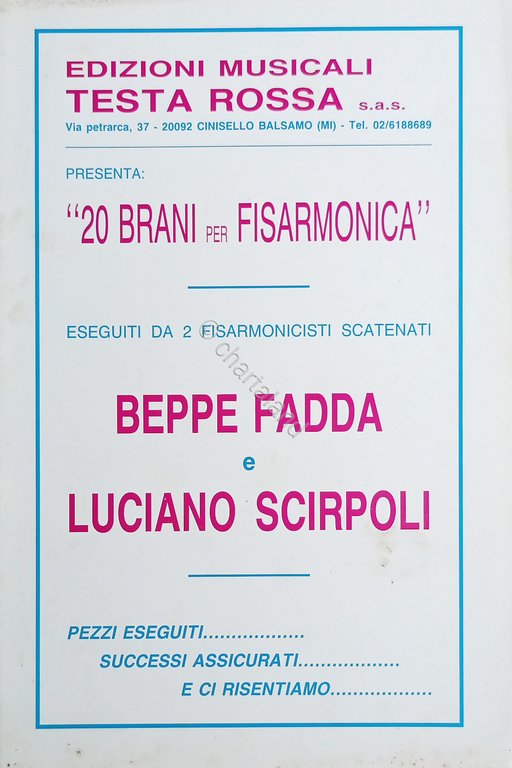 EDIZIONI MUSICALI
TESTA ROSSA s.a.s.
Via petrarca, 37 - 20092 CINISELLO BALSAMO (MI) - Tel. 02/6188689
PRESENTA:
"20 BRANI PER FISARMONICA"
ESEGUITI DA 2 FISARMONICISTI SCATENATI
© chartaland
BEPPE FADDA
e
LUCIANO SCIRPOLI
PEZZI ESEGUITI..................
SUCCESSI ASSICURATI..................
E CI RISENTIAMO..................